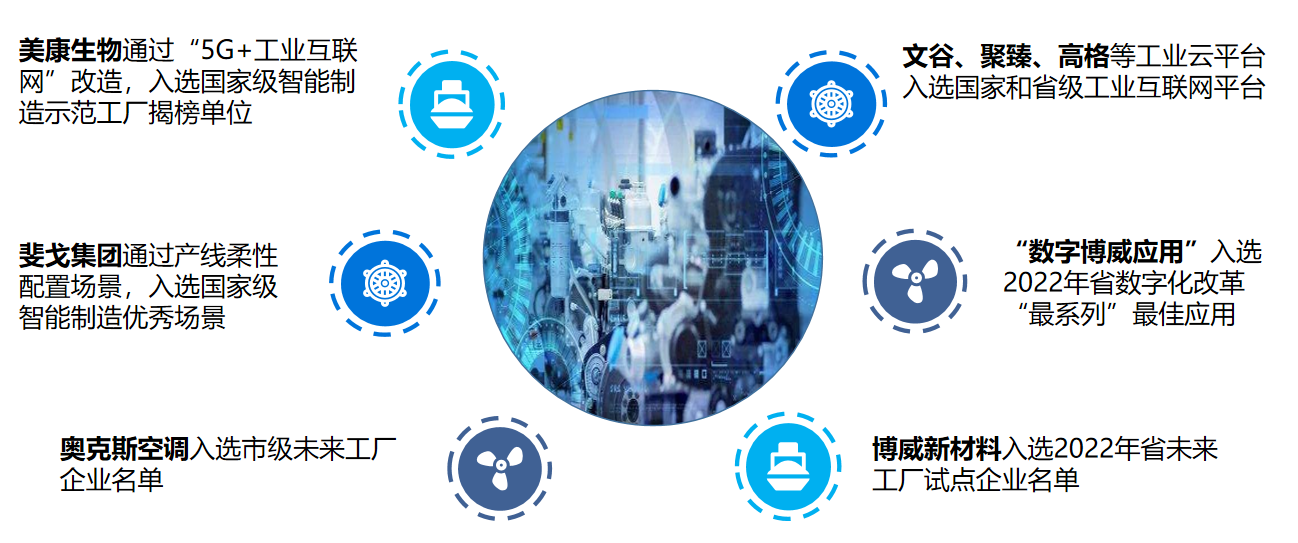 美康生物通过“5G+工业互联
网”改造，入选国家级智能制
造示范工厂揭榜单位
文谷、聚臻、高格等工业云平台
入选国家和省级工业互联网平台
斐戈集团通过产线柔性
配置场景，入选国家级
智能制造优秀场景
“数字博威应用”入选
2022年省数字化改革
“最系列”最佳应用
奥克斯空调入选市级未来工厂
企业名单
博威新材料入选2022年省未来
工厂试点企业名单